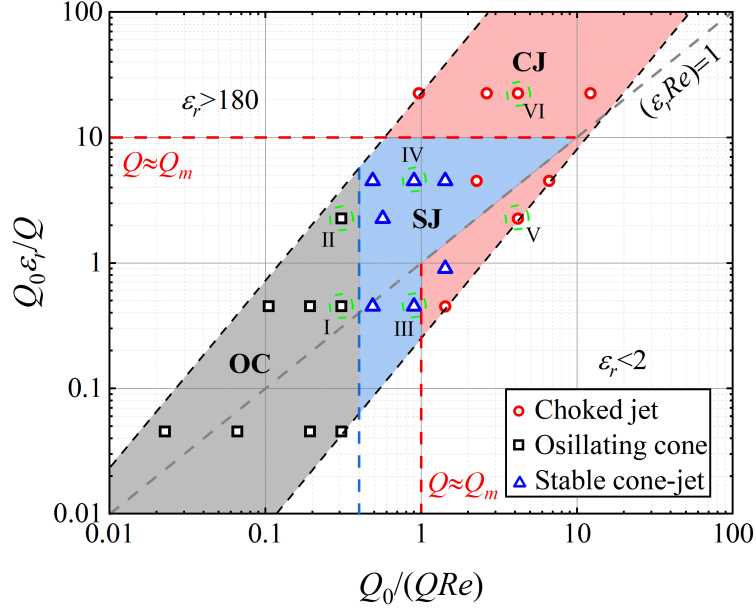 100
10
1
0.1
0.01
Q₀εᵣ/Q
εᵣ>180
CJ
(εᵣRe)=1
VI
Q≈Qₘ
IV
SJ
II
V
I
III
OC
εᵣ<2
Choked jet
Osillating cone
Stable cone-jet
Q≈Qₘ
0.01
0.1
1
10
100
Q₀/(QRe)